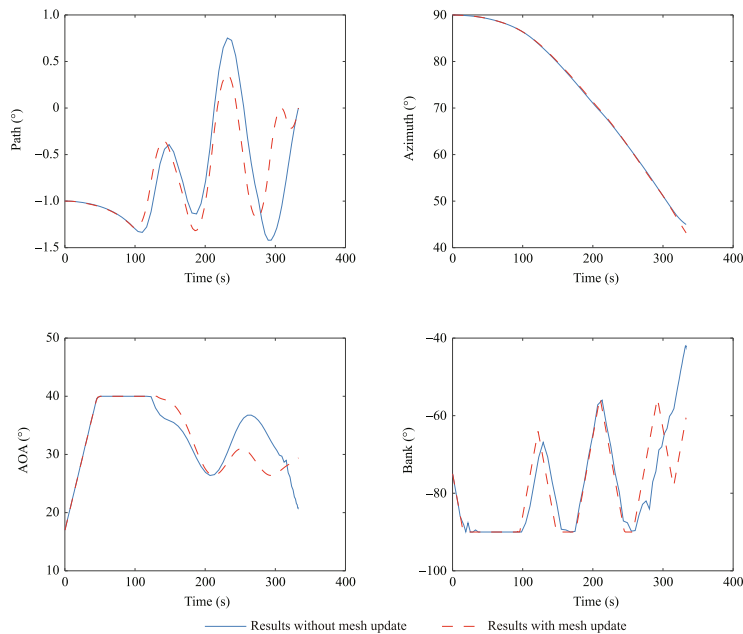 1.0
0.5
0
−0.5
−1.0
−1.5
Path (°)
0 100 200 300 400
Time (s)
90
80
70
60
50
40
Azimuth (°)
0 100 200 300 400
Time (s)
50
40
30
20
10
AOA (°)
0 100 200 300 400
Time (s)
−40
−60
−80
−100
Bank (°)
0 100 200 300 400
Time (s)
Results without mesh update Results with mesh update